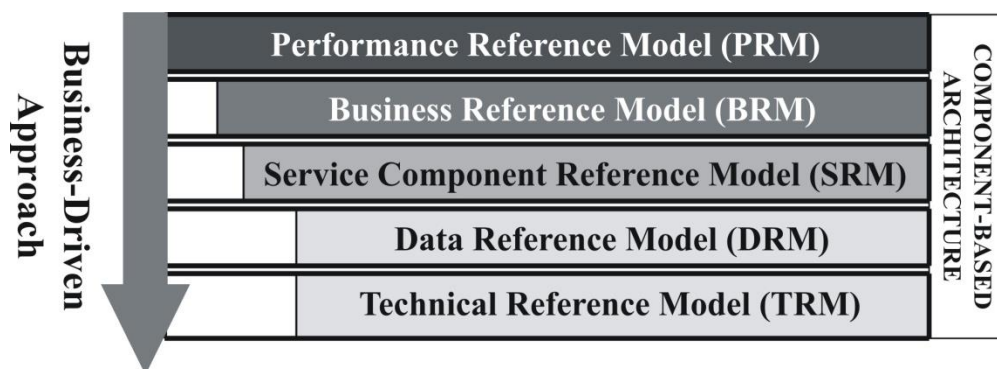 Business-Driven
Approach
Performance Reference Model (PRM)
Business Reference Model (BRM)
Service Component Reference Model (SRM)
Data Reference Model (DRM)
Technical Reference Model (TRM)
COMPONENT-BASED
ARCHITECTURE